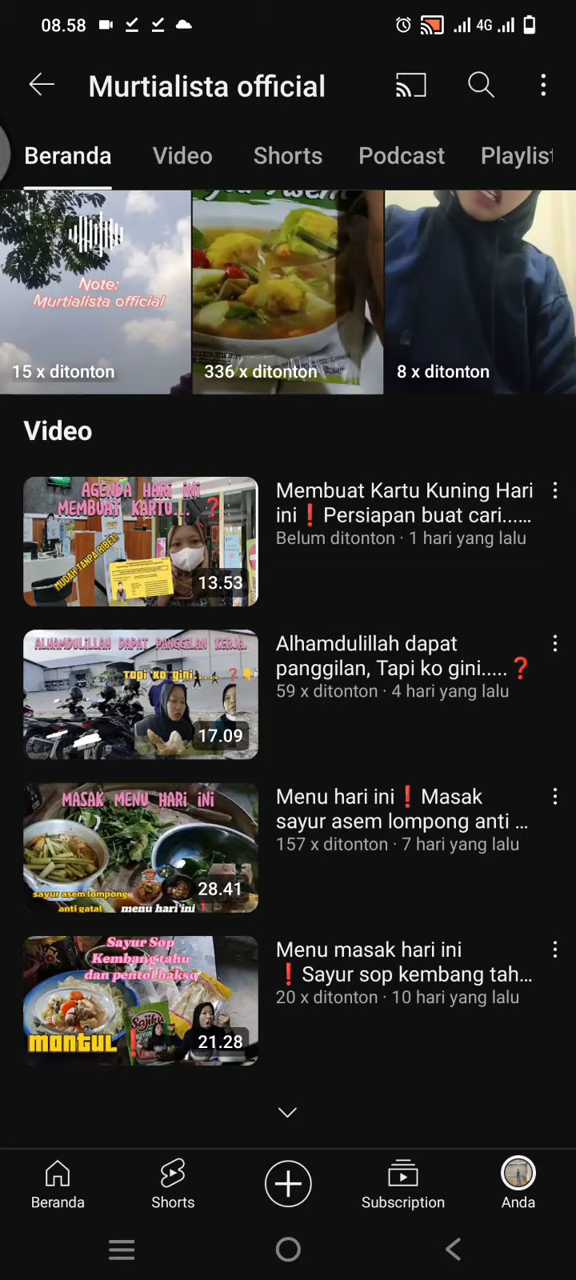 08.58
4G
Murtialista official
Beranda Video Shorts Podcast Playlist
Note:
Murtialista official
15 x ditonton
336 x ditonton
8 x ditonton
Video
AGENDA HARI INI
MEMBUAT KARTU... ❓
MUDAH TANPA RIBET!
13.53
Membuat Kartu Kuning Hari
ini❗Persiapan buat cari......
Belum ditonton · 1 hari yang lalu
ALHAMDULILLAH DAPAT PANGGILAN KERJA.
Tapi ko gini.... ❓
17.09
Alhamdulillah dapat
panggilan, Tapi ko gini.....❓
59 x ditonton · 4 hari yang lalu
MASAK MENU HARI INI
sayur asem lompong
anti gatal
menu hari ini❗
28.41
Menu hari ini❗Masak
sayur asem lompong anti ...
157 x ditonton · 7 hari yang lalu
Sayur Sop
Kembang tahu
dan pentol bakso
Sajiku
mantul❗
21.28
Menu masak hari ini
❗Sayur sop kembang tah...
20 x ditonton · 10 hari yang lalu
Beranda
Shorts
Subscription
Anda